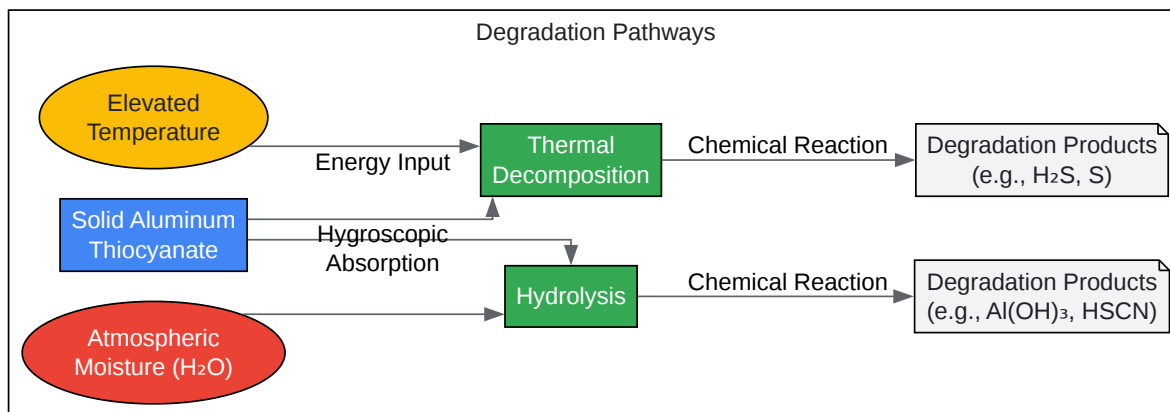 Degradation Pathways
Elevated
Temperature
Energy Input
Thermal
Decomposition
Chemical Reaction
Degradation Products
(e.g., H₂S, S)
Solid Aluminum
Thiocyanate
Hygroscopic
Absorption
Hydrolysis
Chemical Reaction
Degradation Products
(e.g., Al(OH)₃, HSCN)
Atmospheric
Moisture (H₂O)